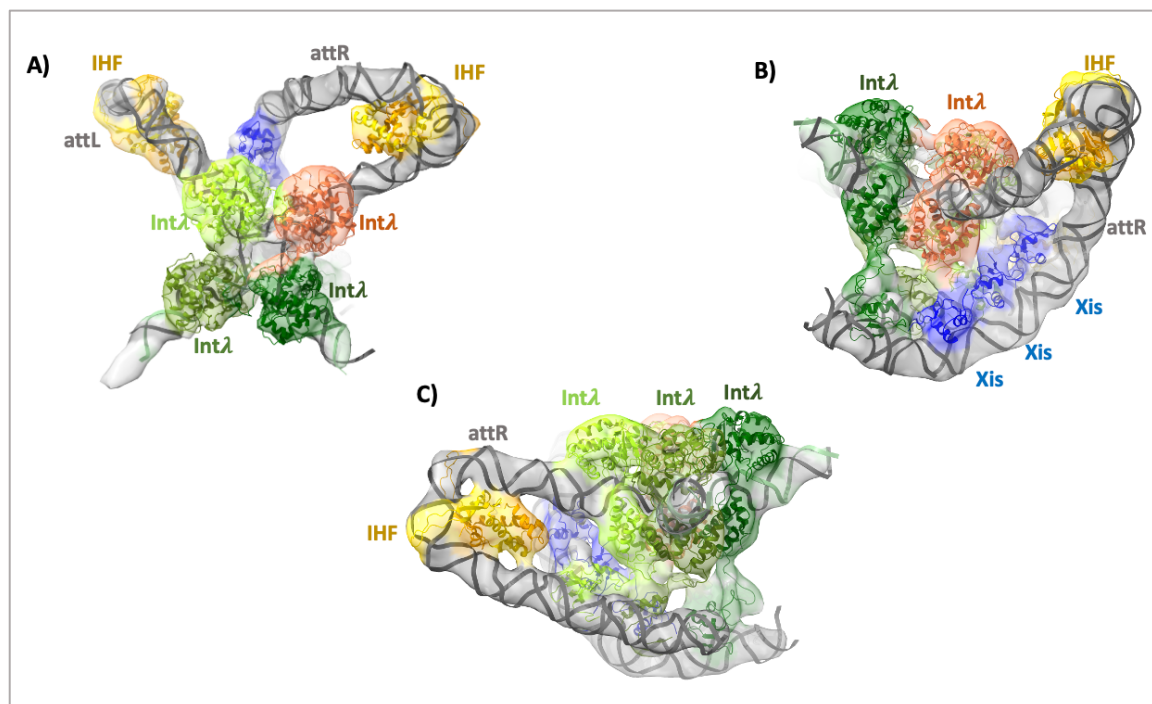 A)
IHF
attR
IHF
attL
Intλ
Intλ
Intλ
Intλ
B)
IHF
Intλ
Intλ
attR
Xis
Xis
Xis
C)
Intλ
Intλ
Intλ
attR
IHF